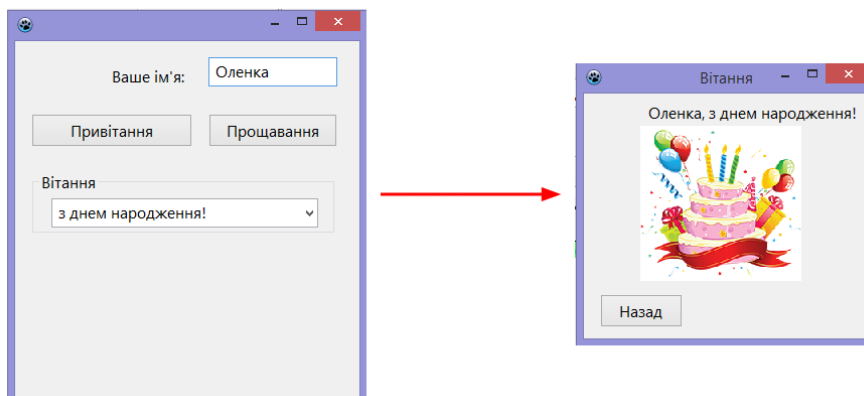 Ваше ім'я: Оленка
Привітання Прощавання
Вітання
з днем народження!
Вітання
Оленка, з днем народження!
Назад